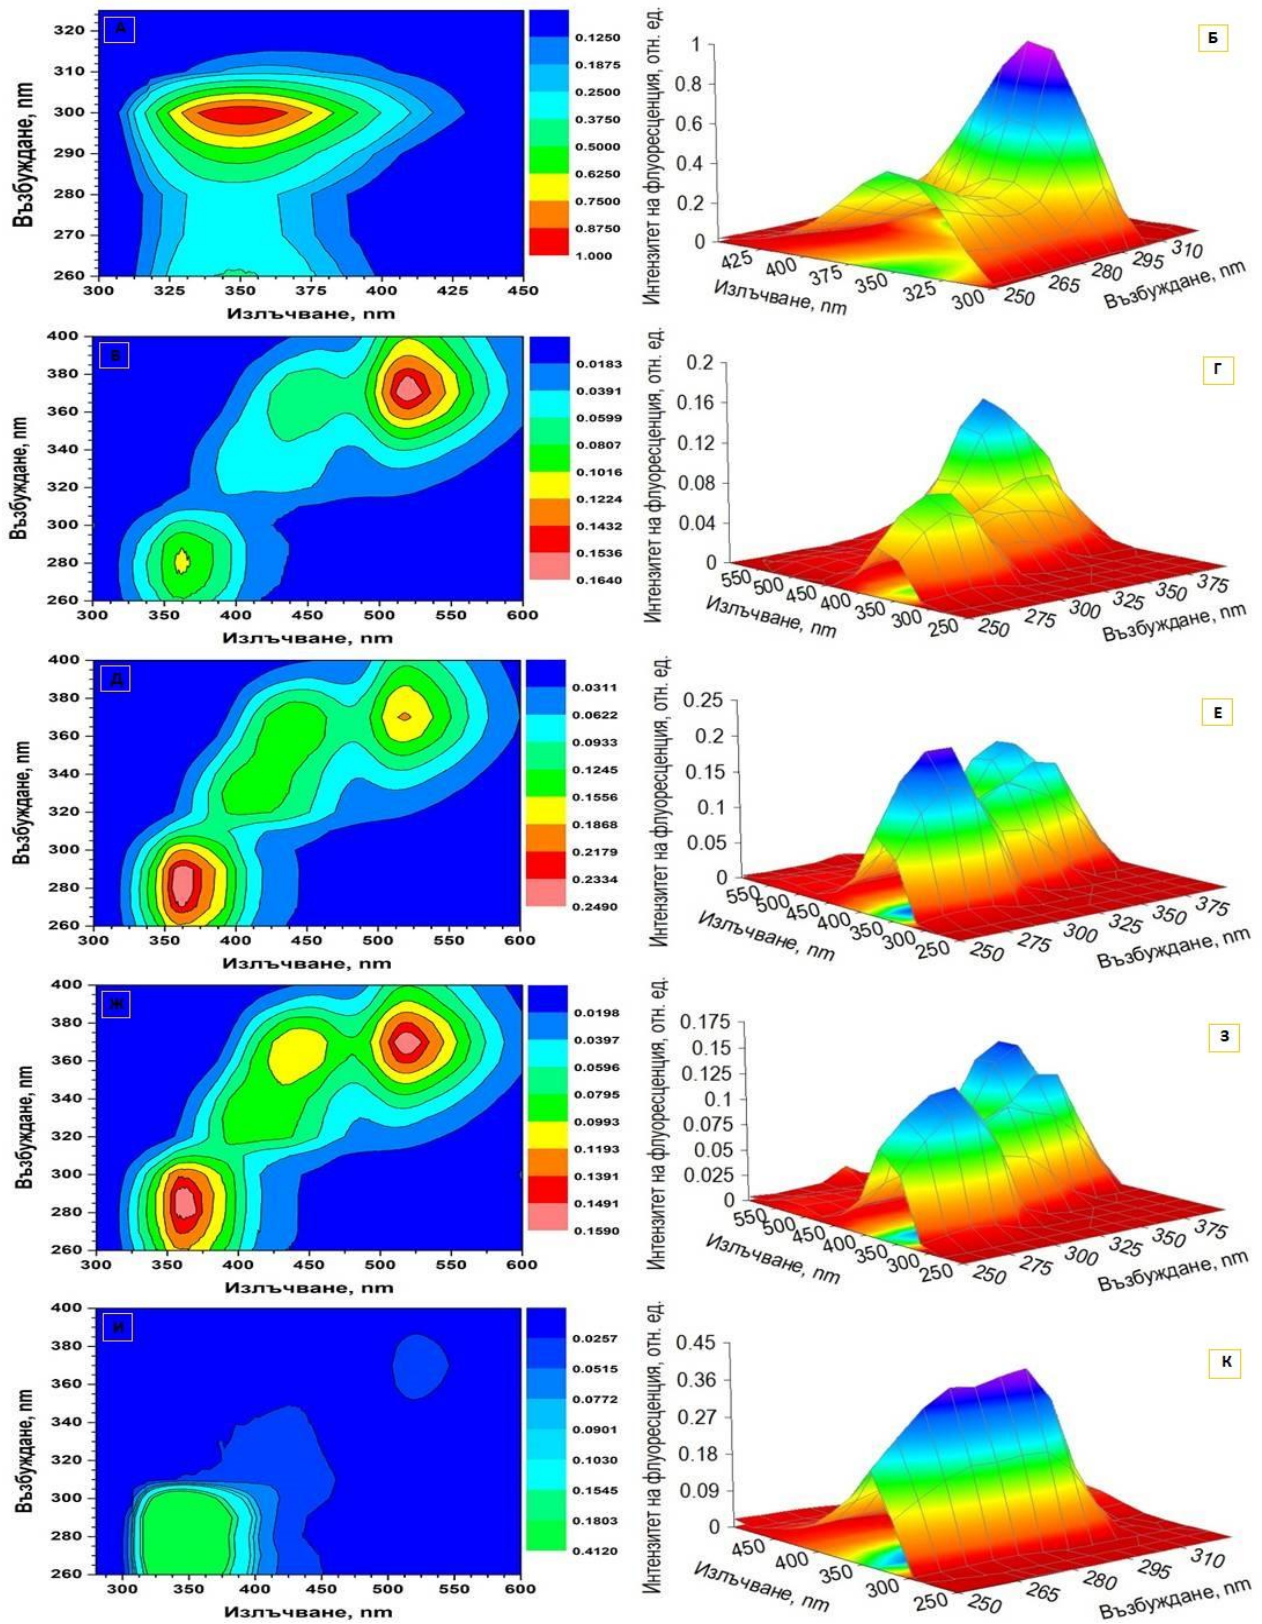 А
320
310
300
290
280
270
260
300 325 350 375 400 425 450
Възбуждане, nm
Излъчване, nm
0.1250
0.1875
0.2500
0.3750
0.5000
0.6250
0.7500
0.8750
1.000
Б
Интензитет на флуоресценция, отн. ед.
1
0.8
0.6
0.4
0.2
0
425 400 375 350 325 300
250 265 280 295 310
Излъчване, nm
Възбуждане, nm
В
400
380
360
340
320
300
280
260
300 350 400 450 500 550 600
Възбуждане, nm
Излъчване, nm
0.0183
0.0391
0.0599
0.0807
0.1016
0.1224
0.1432
0.1536
0.1640
Г
Интензитет на флуоресценция, отн. ед.
0.2
0.16
0.12
0.08
0.04
0
550 500 450 400 350 300 250
250 275 300 325 350 375
Излъчване, nm
Възбуждане, nm
Д
400
380
360
340
320
300
280
260
300 400 500 600
Възбуждане, nm
Излъчване, nm
0.0311
0.0622
0.0933
0.1245
0.1556
0.1868
0.2179
0.2334
0.2490
Е
Интензитет на флуоресценция, отн. ед.
0.25
0.2
0.15
0.1
0.05
0
550 500 450 400 350 300 250
250 275 300 325 350 375
Излъчване, nm
Възбуждане, nm
Ж
400
380
360
340
320
300
280
260
300 350 400 450 500 550 600
Възбуждане, nm
Излъчване, nm
0.0198
0.0397
0.0596
0.0795
0.0993
0.1193
0.1391
0.1491
0.1590
З
Интензитет на флуоресценция, отн. ед.
0.175
0.15
0.125
0.1
0.075
0.05
0.025
0
550 500 450 400 350 300 250
250 275 300 325 350 375
Излъчване, nm
Възбуждане, nm
И
400
380
360
340
320
300
280
260
300 350 400 450 500 550 600
Възбуждане, nm
Излъчване, nm
0.0257
0.0515
0.0772
0.0901
0.1030
0.1545
0.1803
0.4120
К
Интензитет на флуоресценция, отн. ед.
0.45
0.36
0.27
0.18
0.09
0
450 400 350 300 250
250 265 280 295 310
Излъчване, nm
Възбуждане, nm